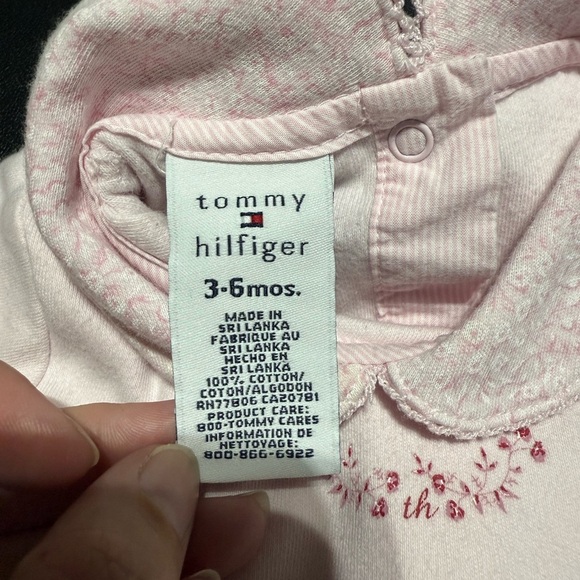 tommy
hilfiger
3-6mos.
MADE IN
SRI LANKA
FABRIQUE AU
SRI LANKA
HECHO EN
SRI LANKA
100% COTTON/
COTON/ALGODON
RN77806 CA20781
PRODUCT CARE:
800-TOMMY CARES
INFORMATION DE
NETTOYAGE:
800-866-6922
th